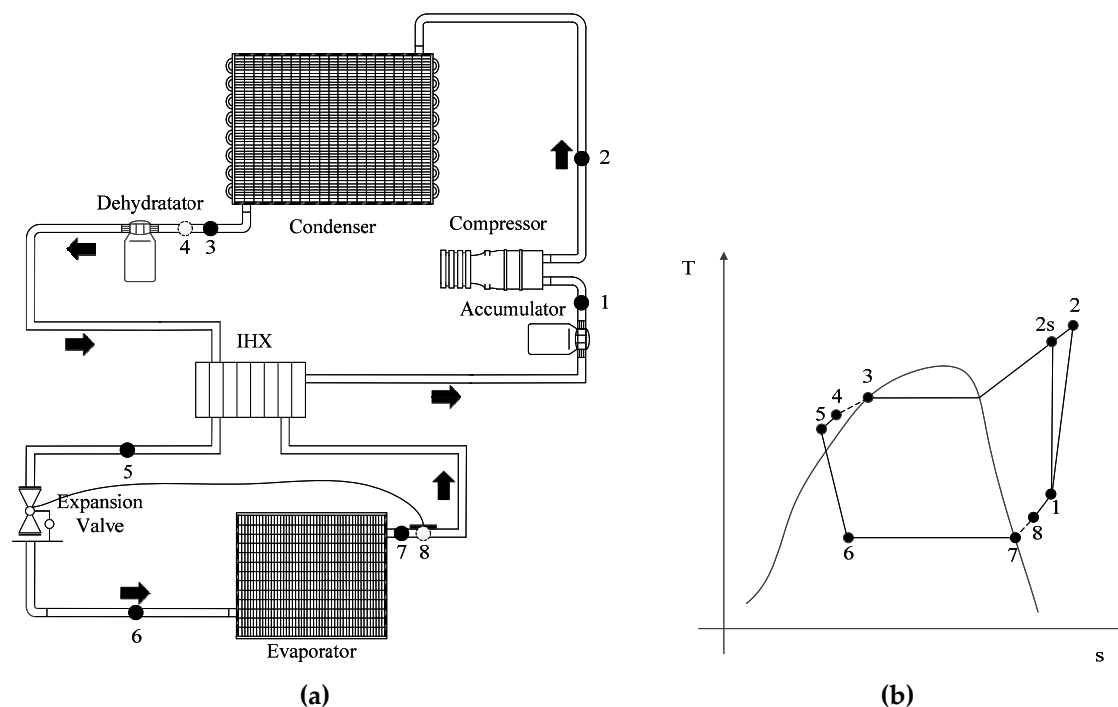 2
Dehydratator
4
3
Condenser
Compressor
Accumulator
1
IHX
5
Expansion
Valve
7
8
6
Evaporator
(a)
T
2s
2
3
4
5
1
8
6
7
s
(b)